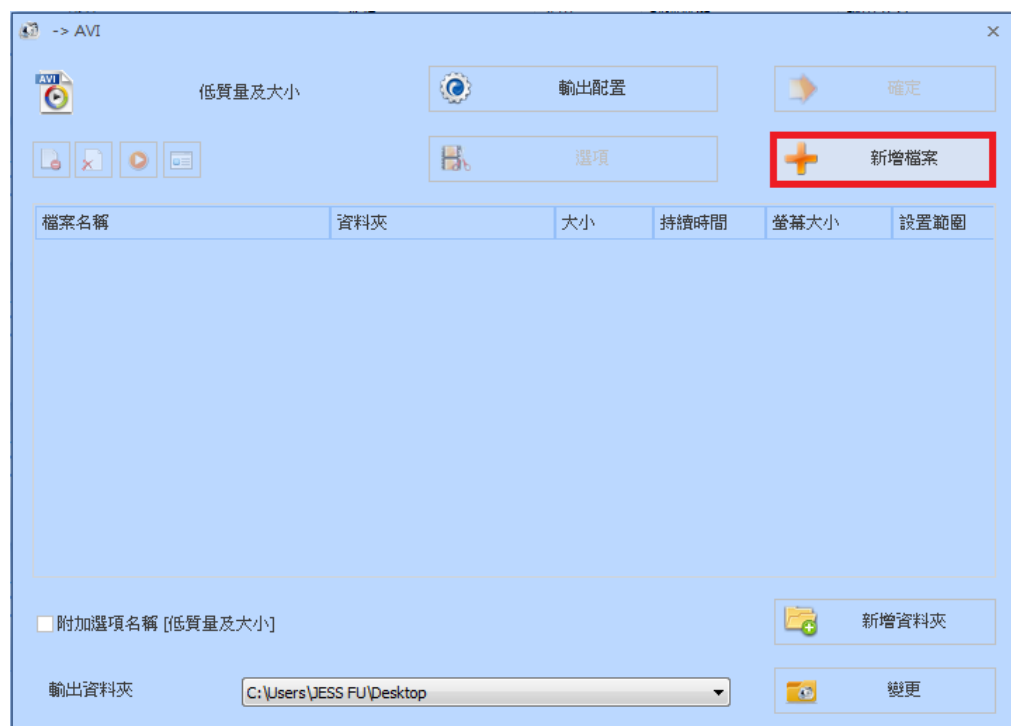 -> AVI
AVI
低質量及大小
輸出配置
確定
選項
新增檔案
檔案名稱 資料夾 大小 持續時間 螢幕大小 設置範圍
附加選項名稱 [低質量及大小]
新增資料夾
輸出資料夾
C:\Users\JESS FU\Desktop
變更